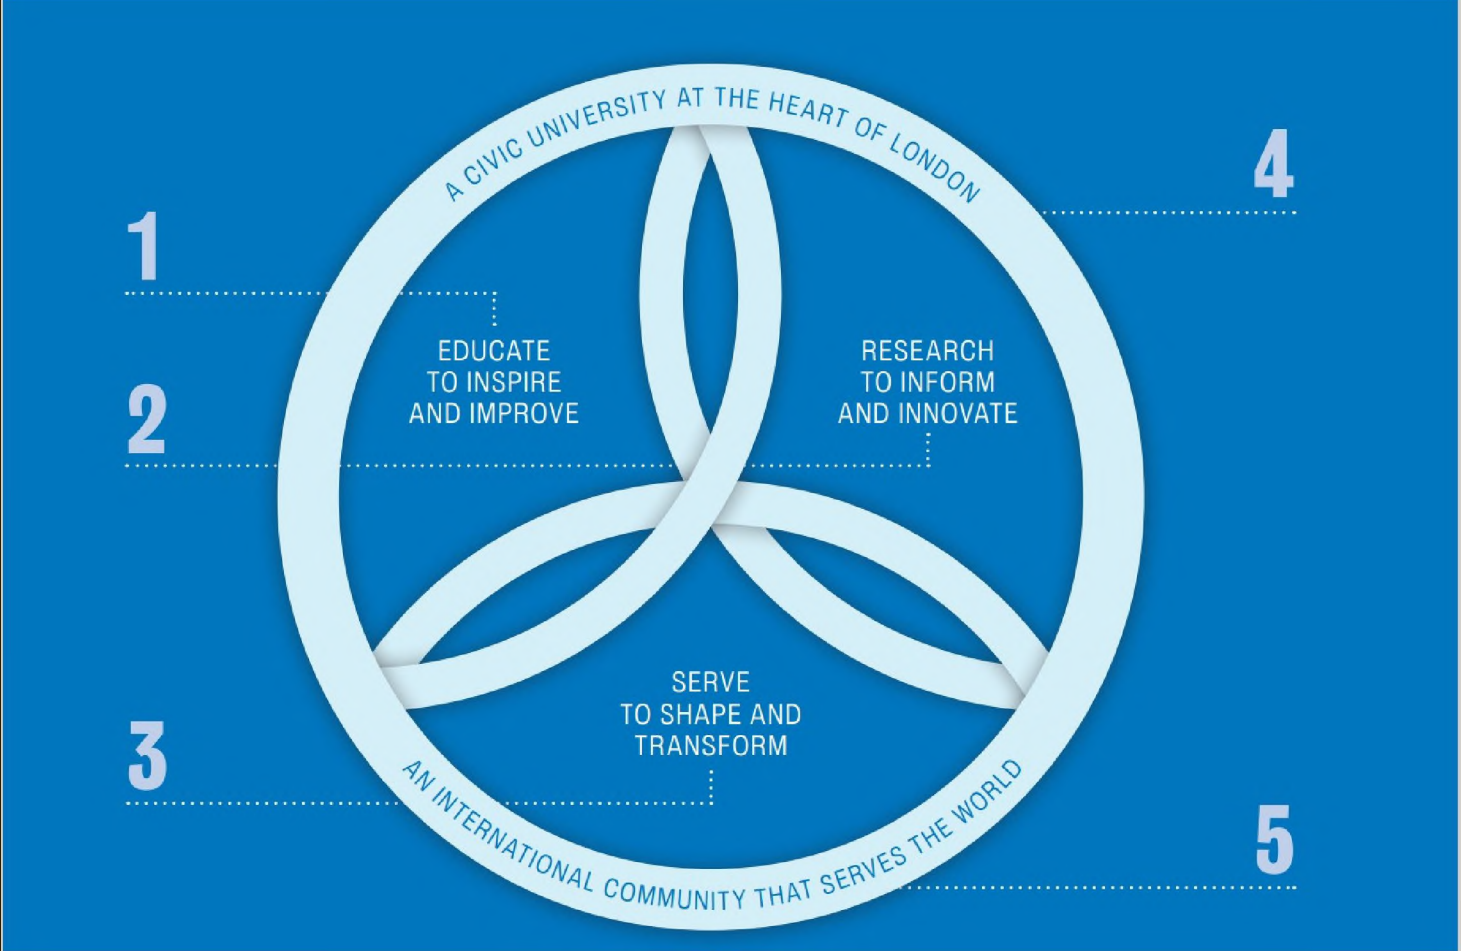 A CIVIC UNIVERSITY AT THE HEART OF LONDON
4
1
EDUCATE
TO INSPIRE
AND IMPROVE
RESEARCH
TO INFORM
AND INNOVATE
2
SERVE
TO SHAPE AND
TRANSFORM
3
AN INTERNATIONAL COMMUNITY THAT SERVES THE WORLD
5